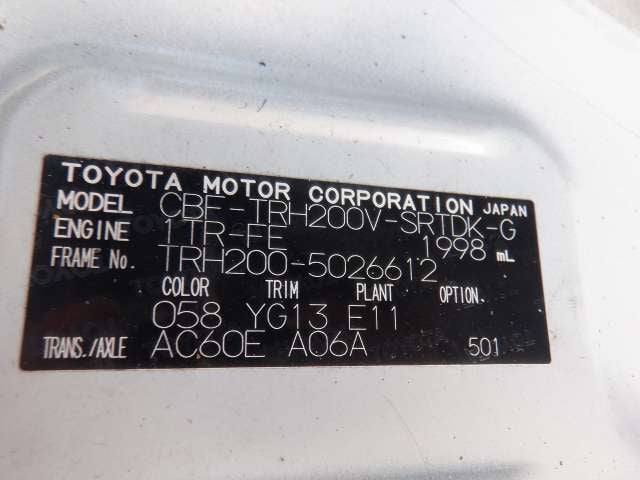 TOYOTA MOTOR CORPORATION JAPAN
MODEL CBF-TRH200V-SRTDK-G
ENGINE 1TR-FE 1998 mL
FRAME No. TRH200-5026612
COLOR TRIM PLANT OPTION.
058 YG13 E11
TRANS./AXLE AC60E A06A 501